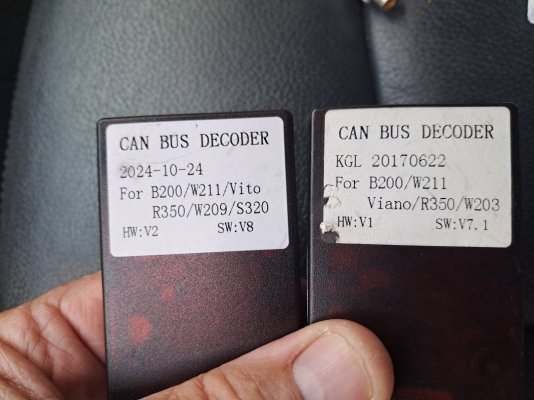 CAN BUS DECODER
2024-10-24
For B200/W211/Vito
R350/W209/S320
HW:V2 SW:V8
CAN BUS DECODER
KGL 20170622
For B200/W211
Viano/R350/W203
HW:V1 SW:V7.1